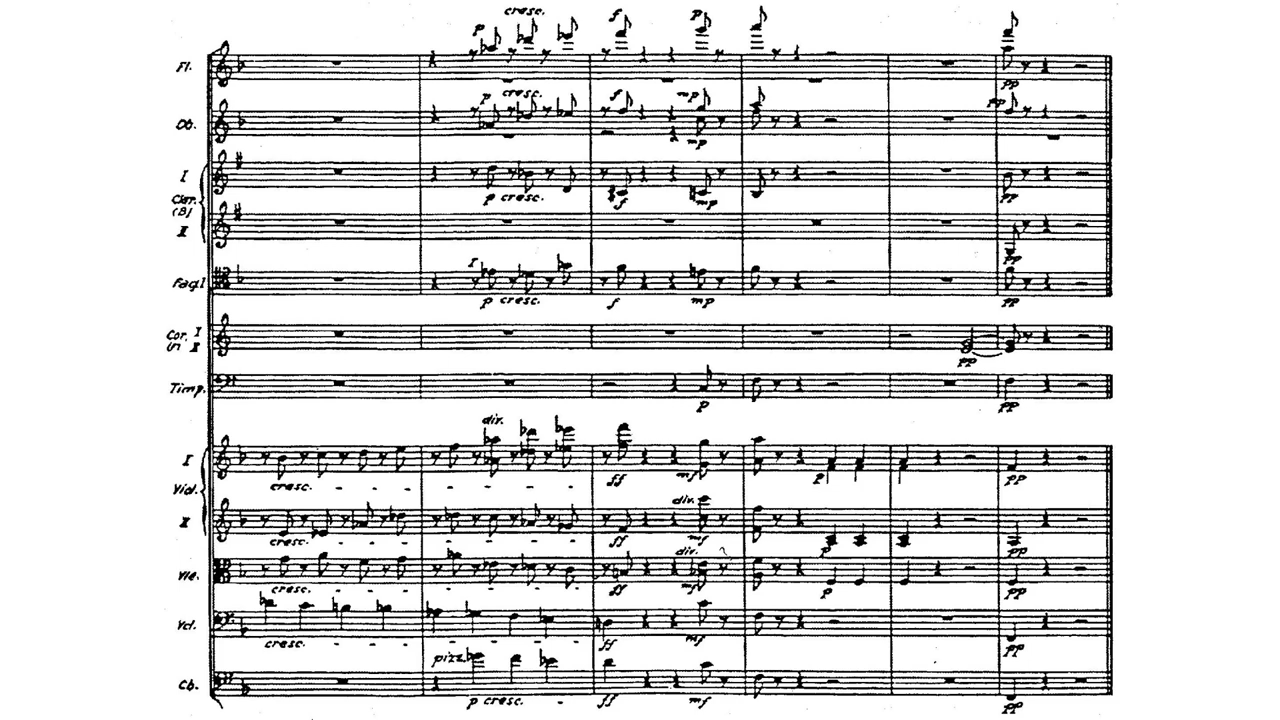 cresc.
p f p
Fl.
cresc. pp
p f mp pp
Ob.
mp
I
p cresc. f mp pp
Clar.
(B)
II
pp
I
Fag.I
p cresc. f mp pp
Cor. I
II
pp
Timp.
p pp
div.
I
cresc. - - - - - - ff mf p pp
Viol.
div.
II
cresc. - - - - - - ff mf p pp
div.
Vle.
cresc. - - - - - - ff mf p pp
Vcl.
cresc. - - - - - - ff mf pp
pizz.
Cb.
p cresc. - ff mf pp